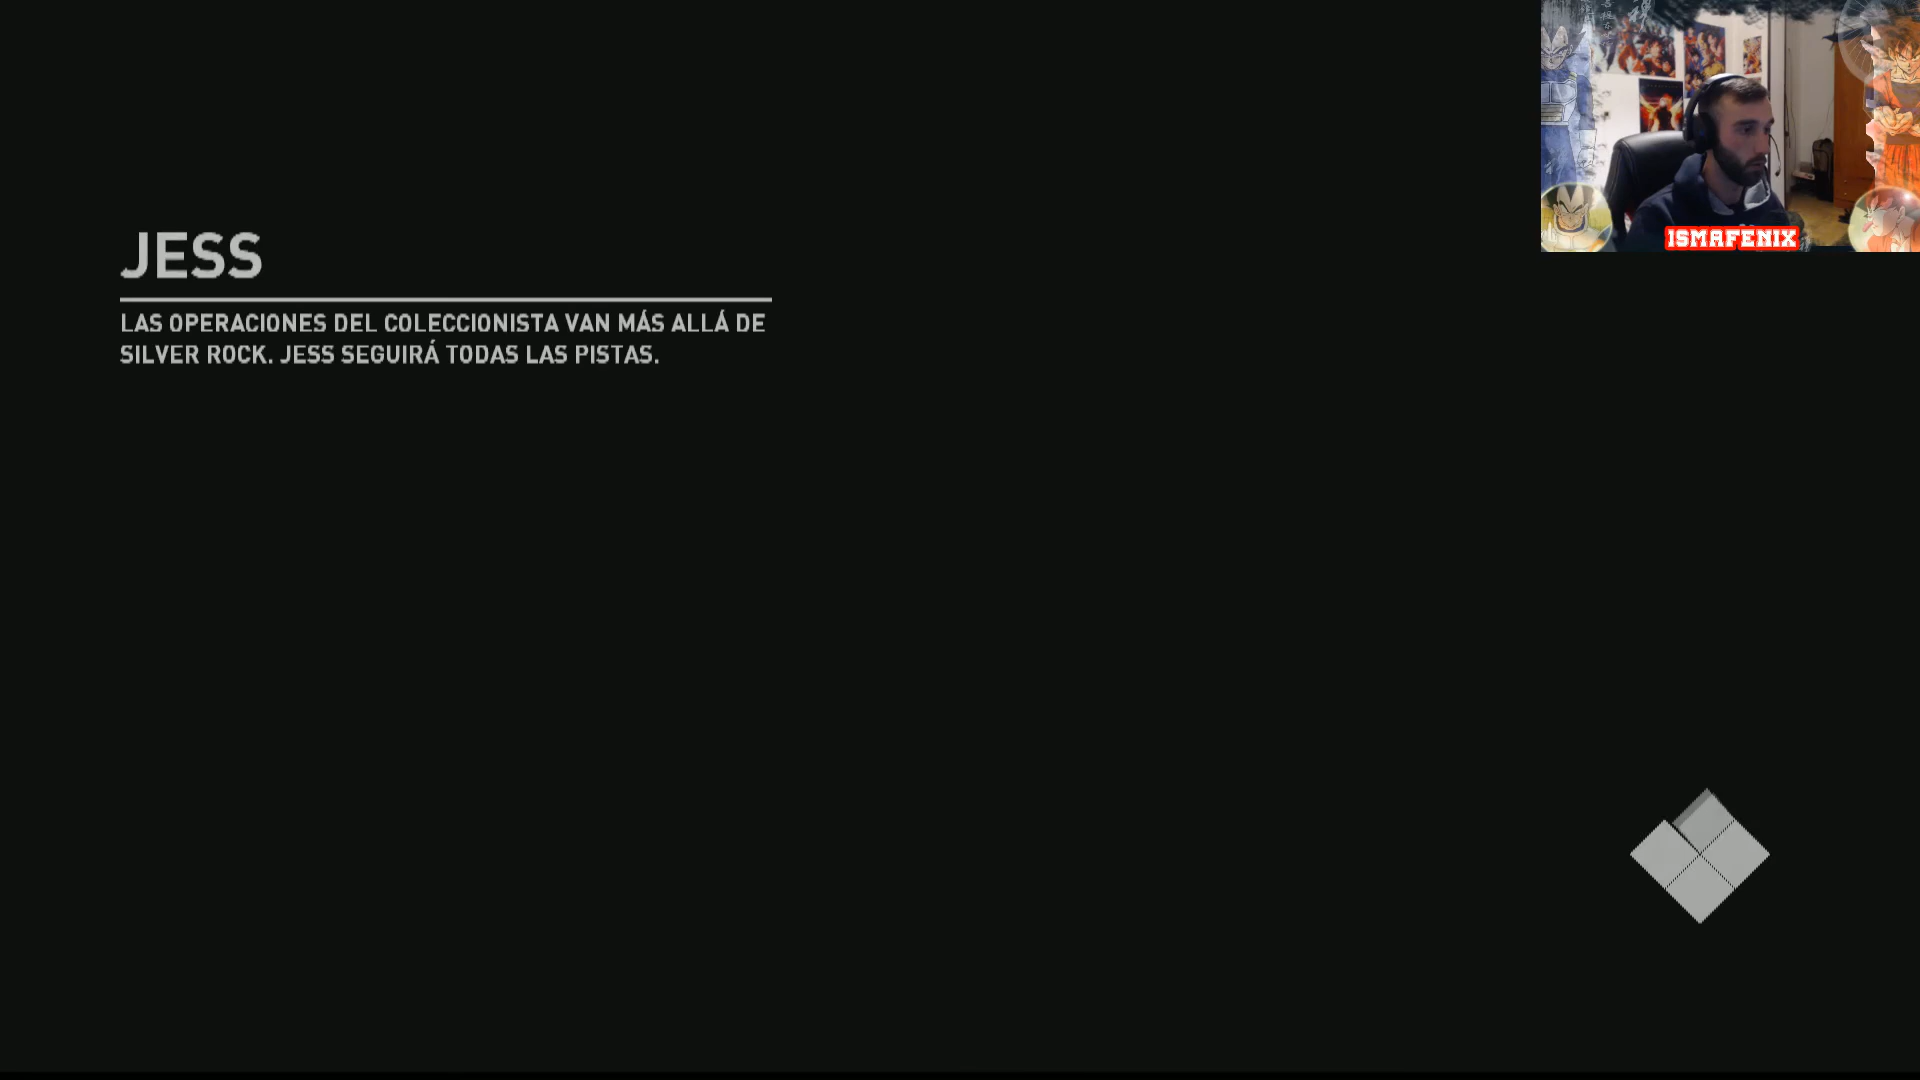 JESS
LAS OPERACIONES DEL COLECCIONISTA VAN MÁS ALLÁ DE
SILVER ROCK. JESS SEGUIRÁ TODAS LAS PISTAS.
ISMAFENIX